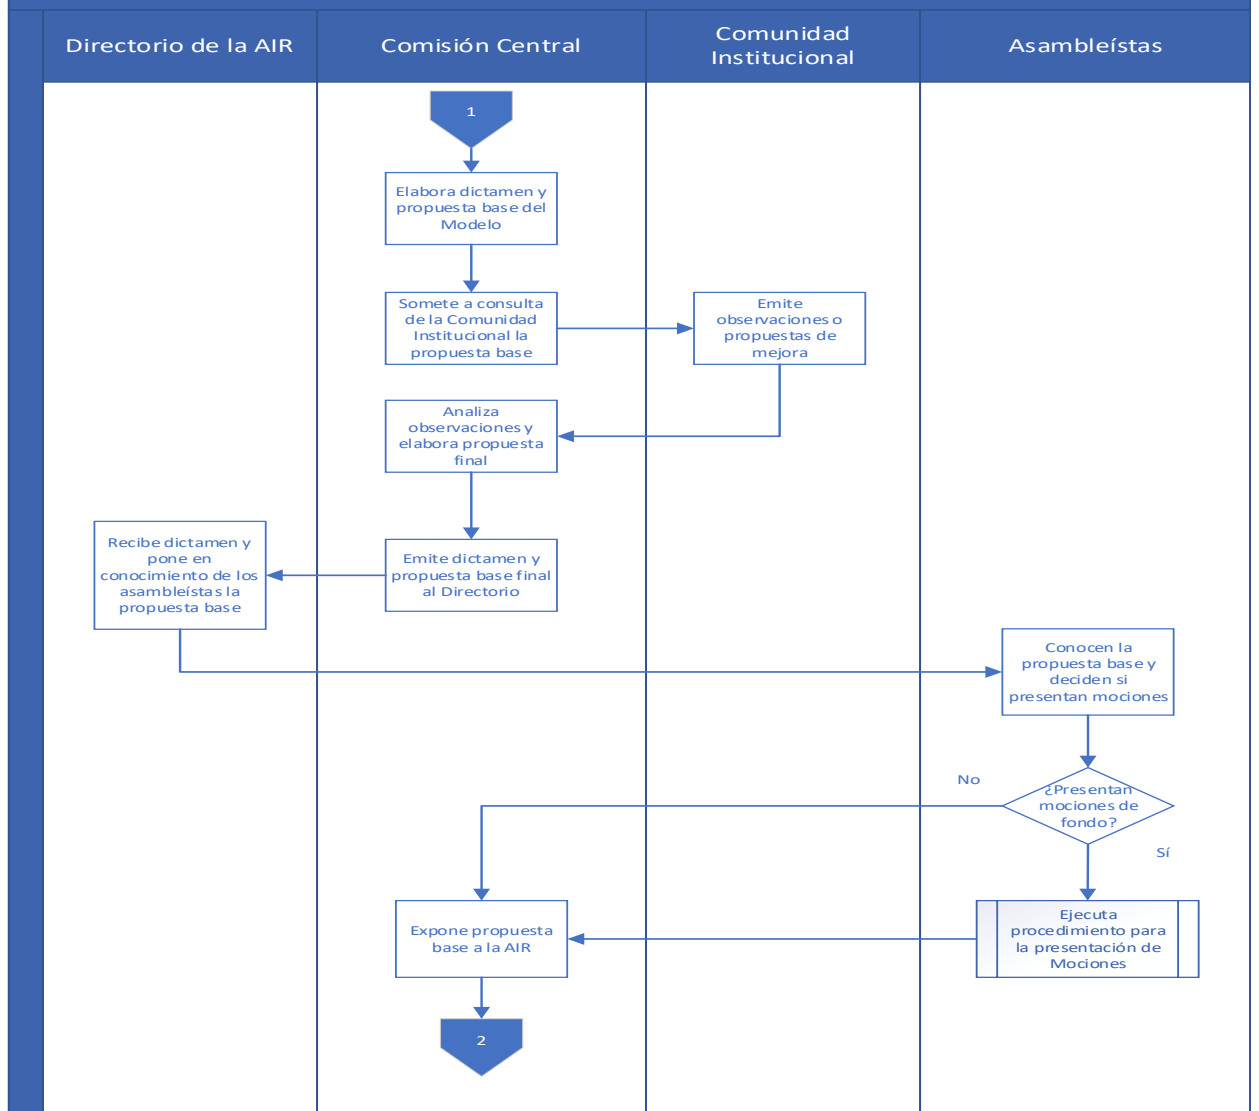 Directorio de la AIR
Comisión Central
Comunidad
Institucional
Asambleístas
1
Elabora dictamen y
propuesta base del
Modelo
Somete a consulta
de la Comunidad
Institucional la
propuesta base
Emite
observaciones o
propuestas de
mejora
Analiza
observaciones y
elabora propuesta
final
Recibe dictamen y
pone en
conocimiento de los
asambleístas la
propuesta base
Emite dictamen y
propuesta base final
al Directorio
Conocen la
propuesta base y
deciden si
presentan mociones
No
¿Presentan
mociones de
fondo?
Sí
Expone propuesta
base a la AIR
Ejecuta
procedimiento para
la presentación de
Mociones
2